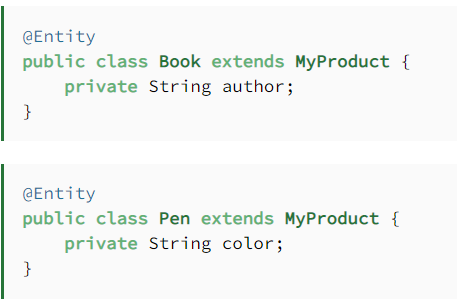 @Entity
public class Book extends MyProduct {
    private String author;
}
@Entity
public class Pen extends MyProduct {
    private String color;
}